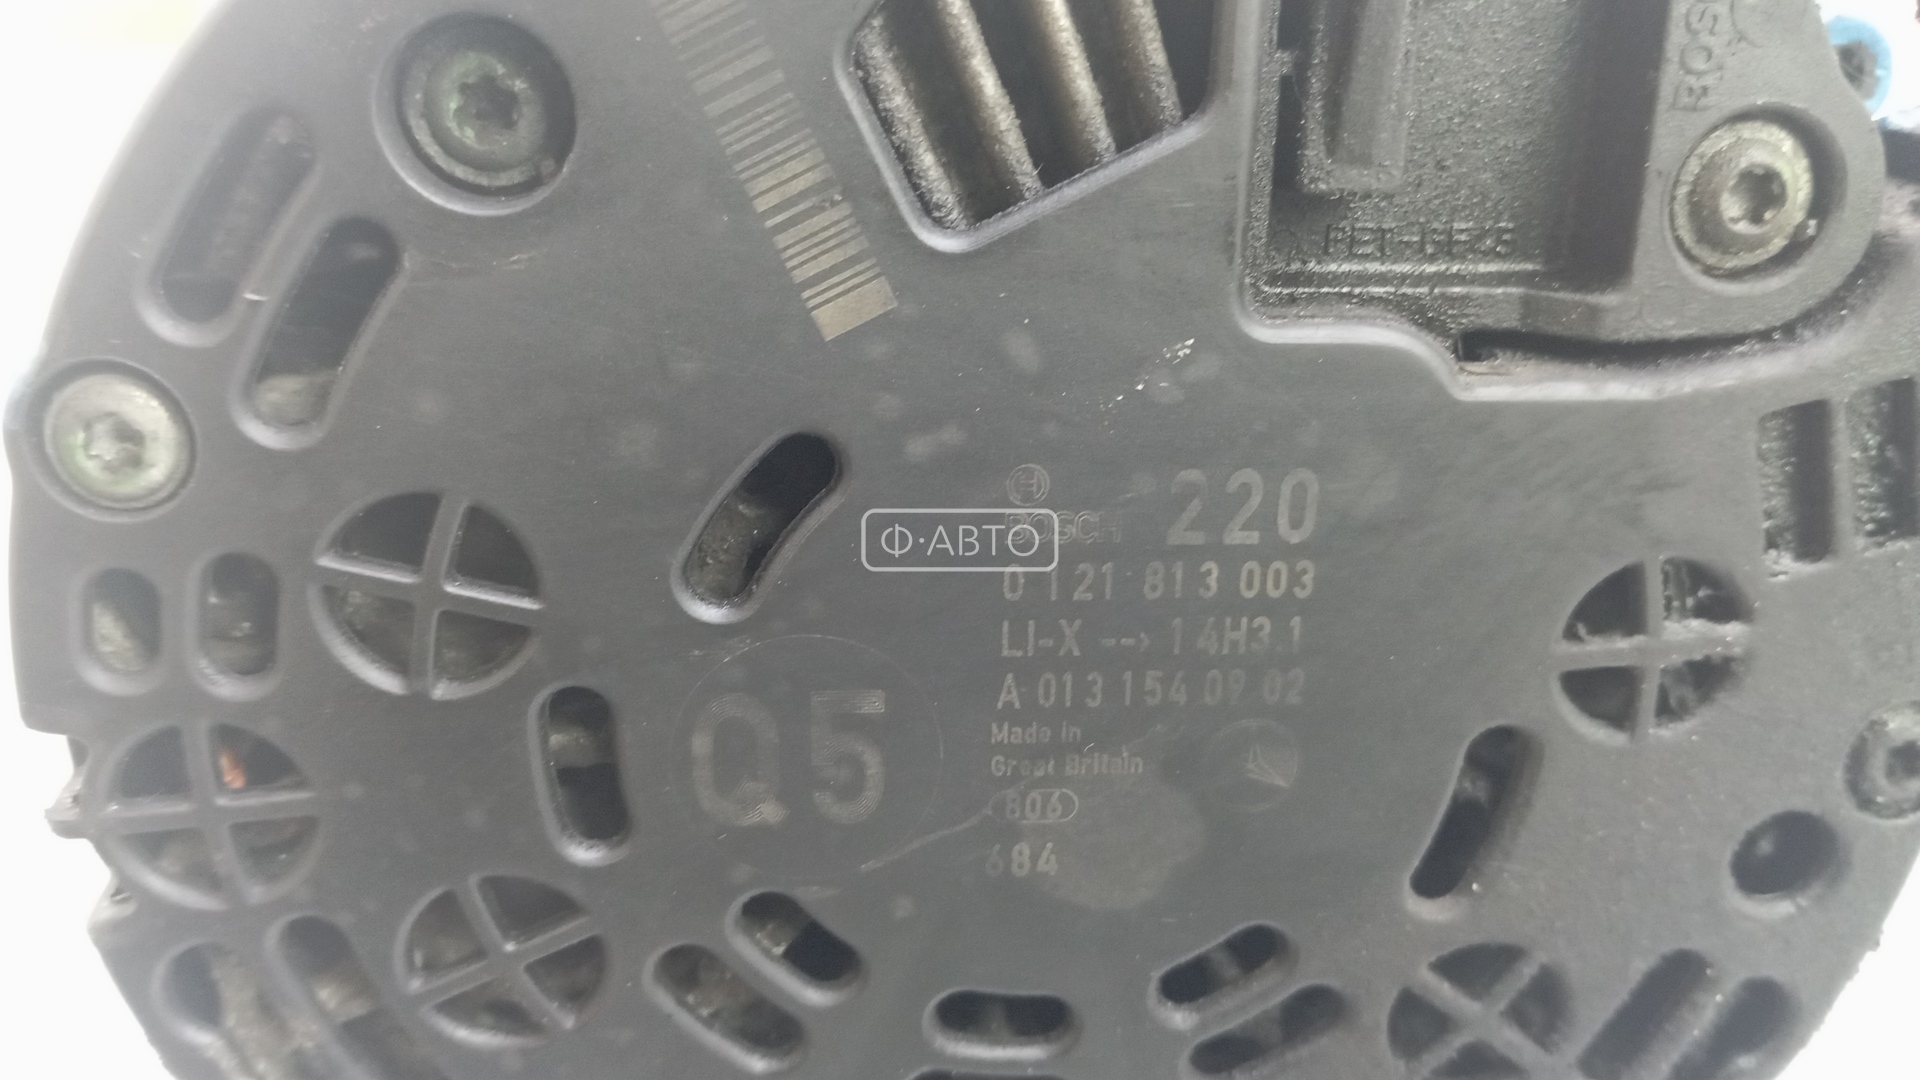 BOSCH
PET-GF45
BOSCH 220
Ф·АВТО
0 121 813 003
LI-X --> 14H3.1
A 013 154 09 02
Made in
Great Britain
806
684
Q5